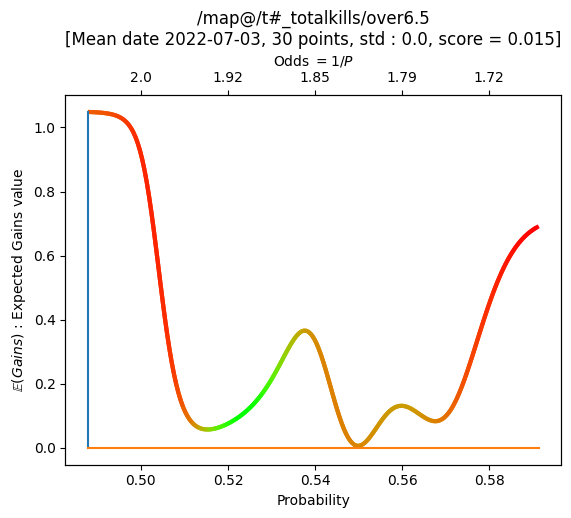 /map@/t#_totalkills/over6.5
[Mean date 2022-07-03, 30 points, std : 0.0, score = 0.015]
Odds = 1/P
2.0 1.92 1.85 1.79 1.72
1.0
0.8
0.6
0.4
0.2
0.0
𝔼(Gains) : Expected Gains value
0.50 0.52 0.54 0.56 0.58
Probability